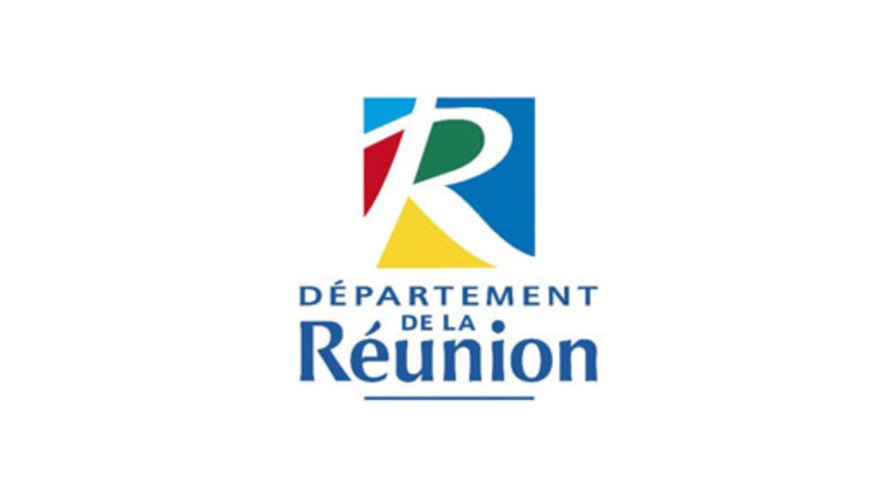 R
DÉPARTEMENT
DE LA
Réunion